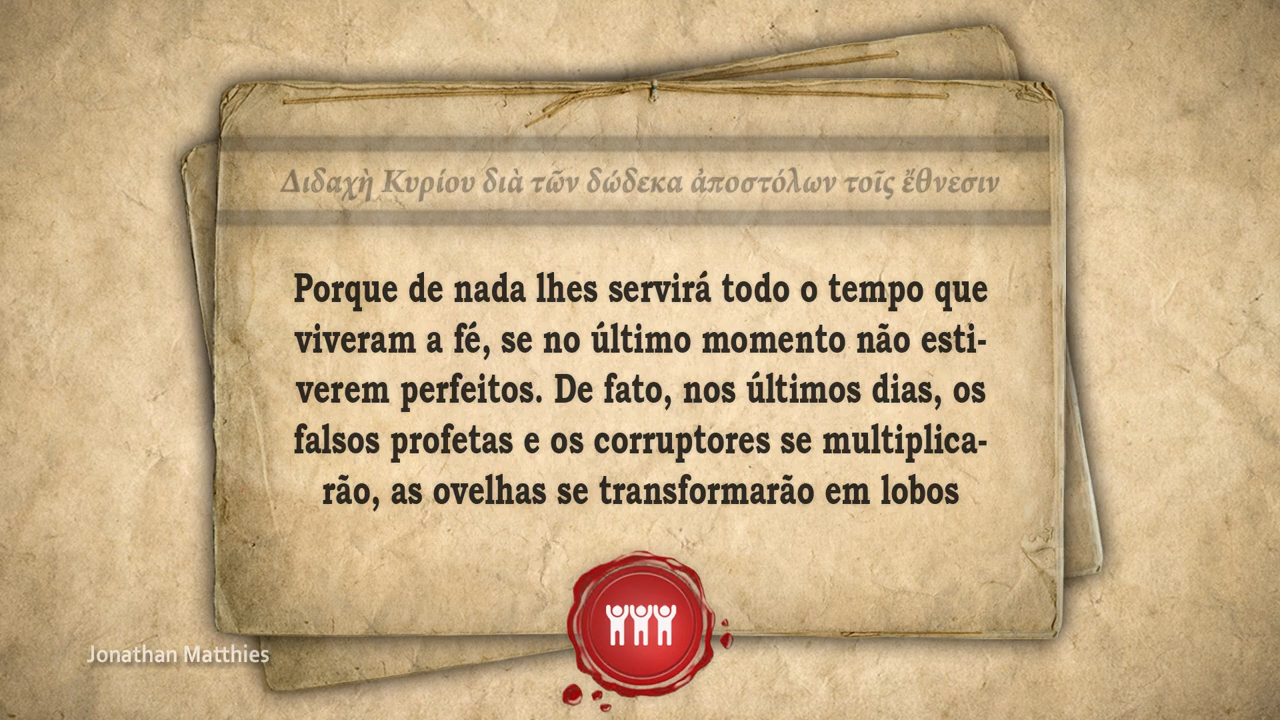 Διδαχὴ Κυρίου διὰ τῶν δώδεκα ἀποστόλων τοῖς ἔθνεσιν
Porque de nada lhes servirá todo o tempo que
viveram a fé, se no último momento não esti-
verem perfeitos. De fato, nos últimos dias, os
falsos profetas e os corruptores se multiplica-
rão, as ovelhas se transformarão em lobos
Jonathan Matthies